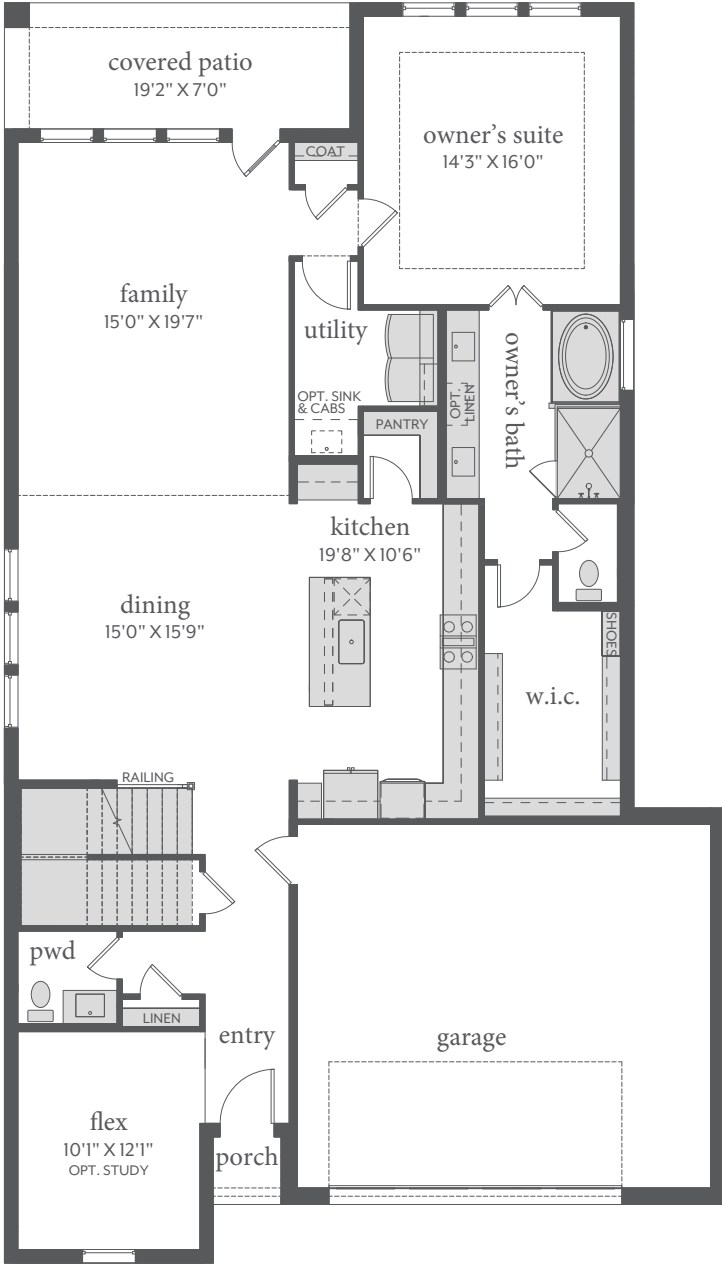 covered patio
19'2" X 7'0"
COAT
owner's suite
14'3" X 16'0"
family
15'0" X 19'7"
utility
OPT. SINK
& CABS
PANTRY
OPT.
LINEN
owner's bath
kitchen
19'8" X 10'6"
dining
15'0" X 15'9"
SHOES
w.i.c.
RAILING
pwd
LINEN
entry
garage
flex
10'1" X 12'1"
OPT. STUDY
porch